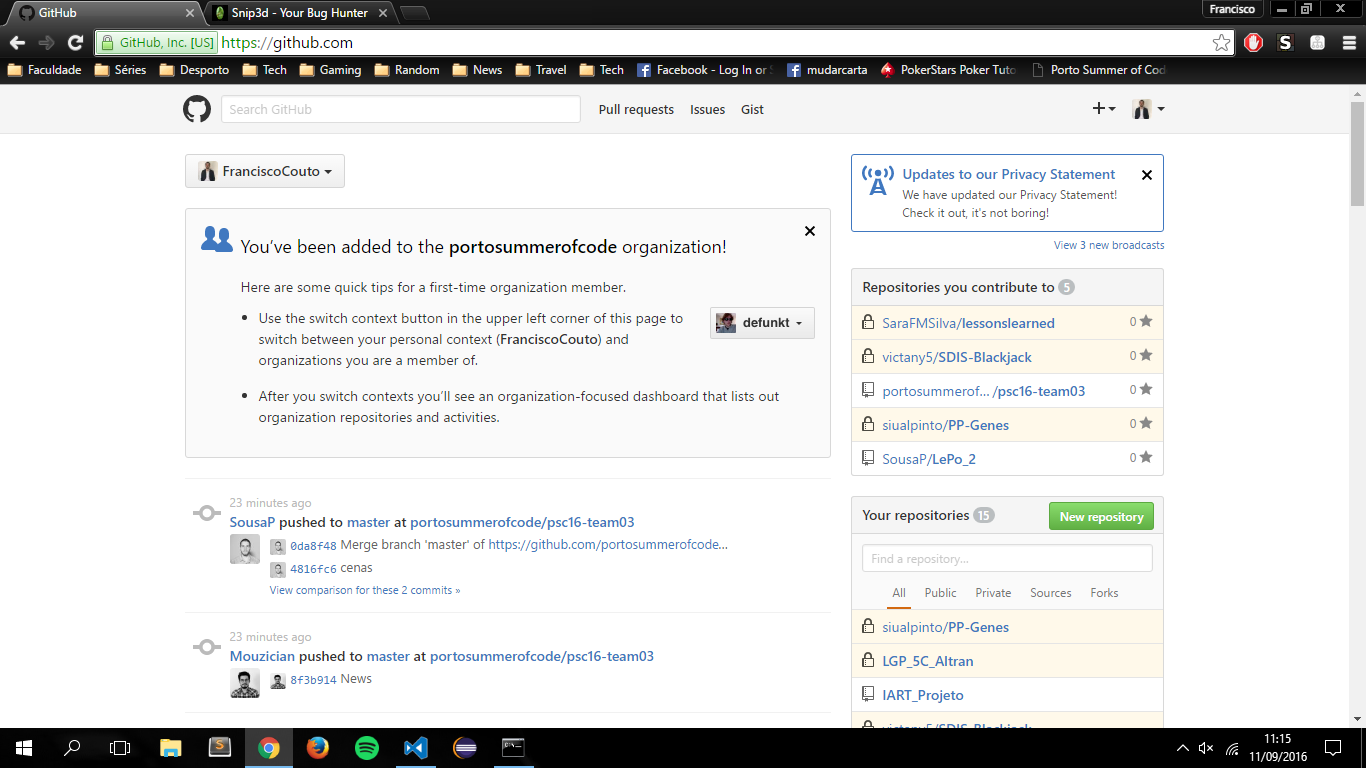 GitHub
Snip3d - Your Bug Hunter
Francisco
GitHub, Inc. [US] https://github.com
Faculdade Séries Desporto Tech Gaming Random News Travel Tech Facebook - Log In or mudarcarta PokerStars Poker Tuto Porto Summer of Cod
Search GitHub
Pull requests Issues Gist
FranciscoCouto
You've been added to the portosummerofcode organization!
Here are some quick tips for a first-time organization member.
Use the switch context button in the upper left corner of this page to
switch between your personal context (FranciscoCouto) and
organizations you are a member of.
defunkt
After you switch contexts you'll see an organization-focused dashboard that lists out
organization repositories and activities.
23 minutes ago
SousaP pushed to master at portosummerofcode/psc16-team03
0da8f48 Merge branch 'master' of https://github.com/portosummerofcode...
4816fc6 cenas
View comparison for these 2 commits »
23 minutes ago
Mouzician pushed to master at portosummerofcode/psc16-team03
8f3b914 News
Updates to our Privacy Statement
We have updated our Privacy Statement!
Check it out, it's not boring!
View 3 new broadcasts
Repositories you contribute to 5
SaraFMSilva/lessonslearned 0
victany5/SDIS-Blackjack 0
portosummerof… /psc16-team03 0
siualpinto/PP-Genes 0
SousaP/LePo_2 0
Your repositories 15
New repository
Find a repository…
All Public Private Sources Forks
siualpinto/PP-Genes
LGP_5C_Altran
IART_Projeto
victany5/SDIS-Blackjack
11:15
11/09/2016